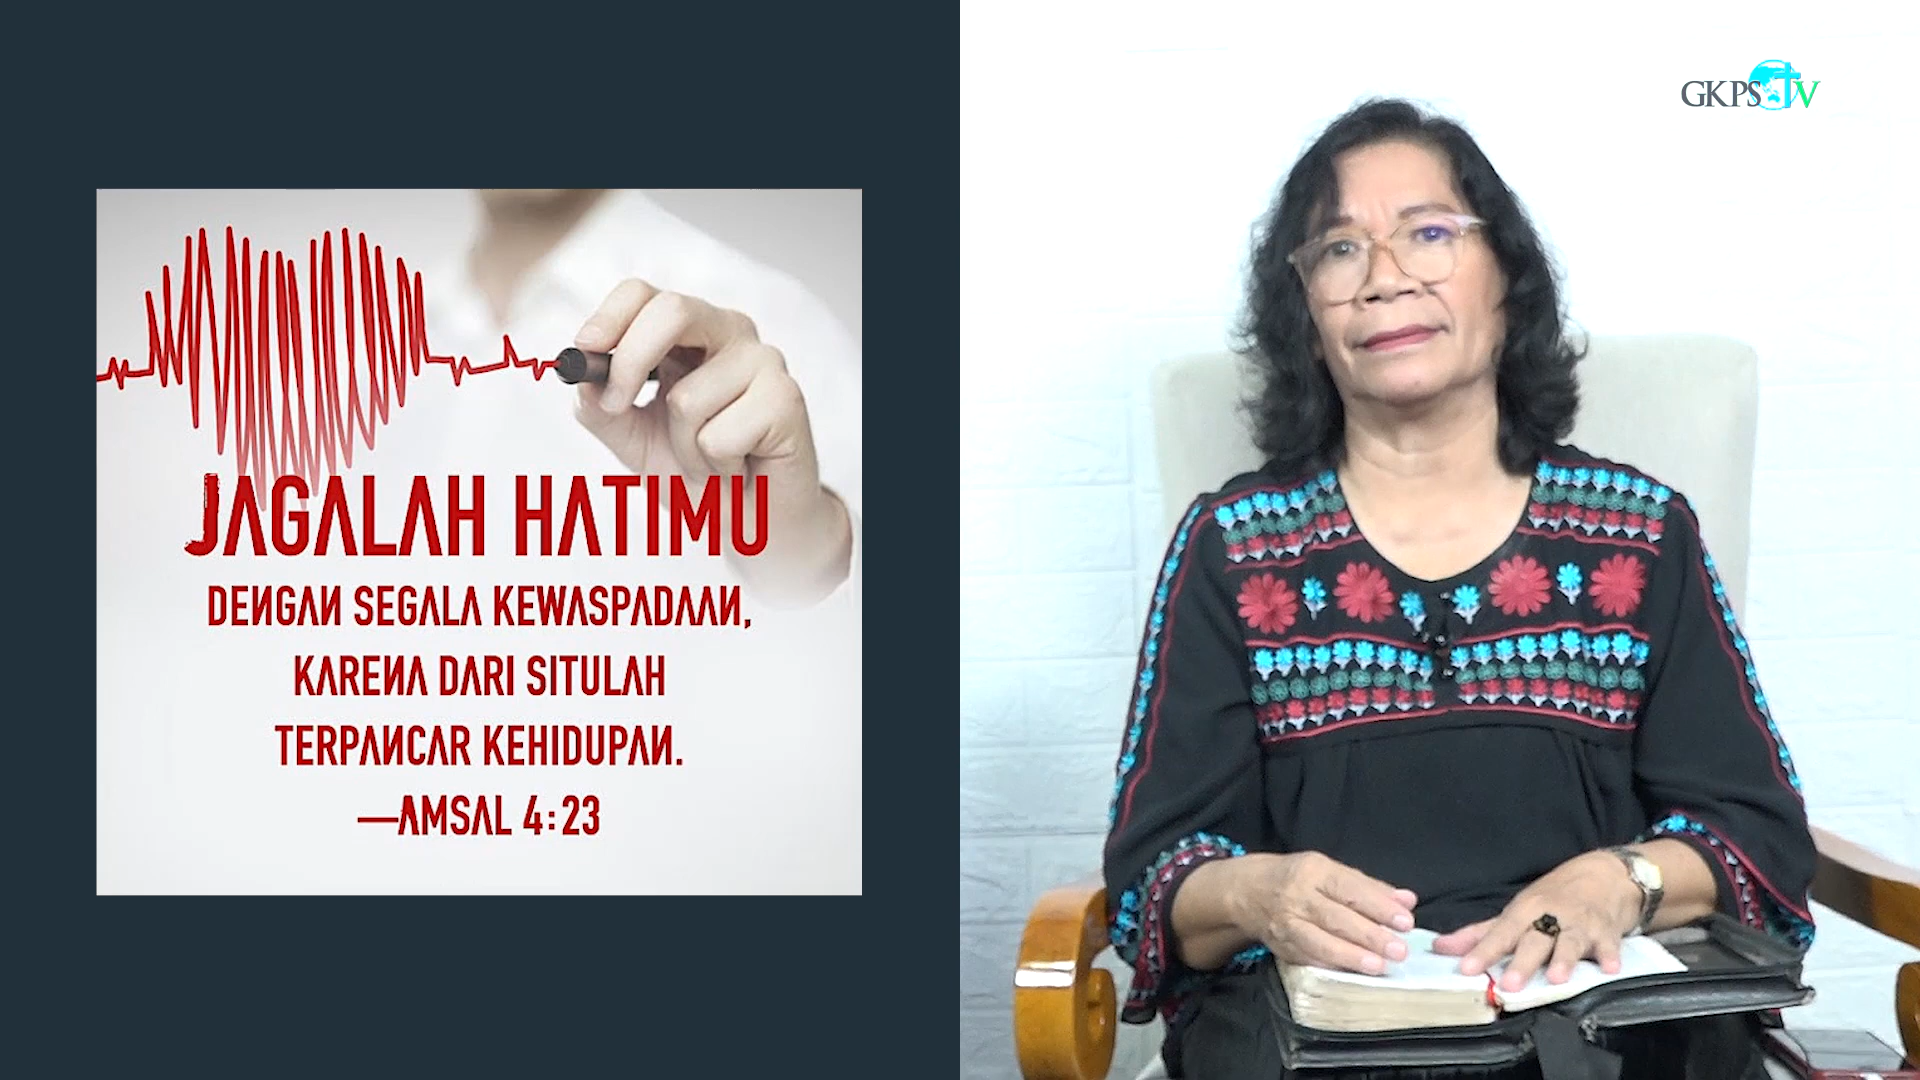 JAGALAH HATIMU
DENGAN SEGALA KEWASPADAAN,
KARENA DARI SITULAH
TERPANCAR KEHIDUPAN.
—AMSAL 4:23
GKPS TV